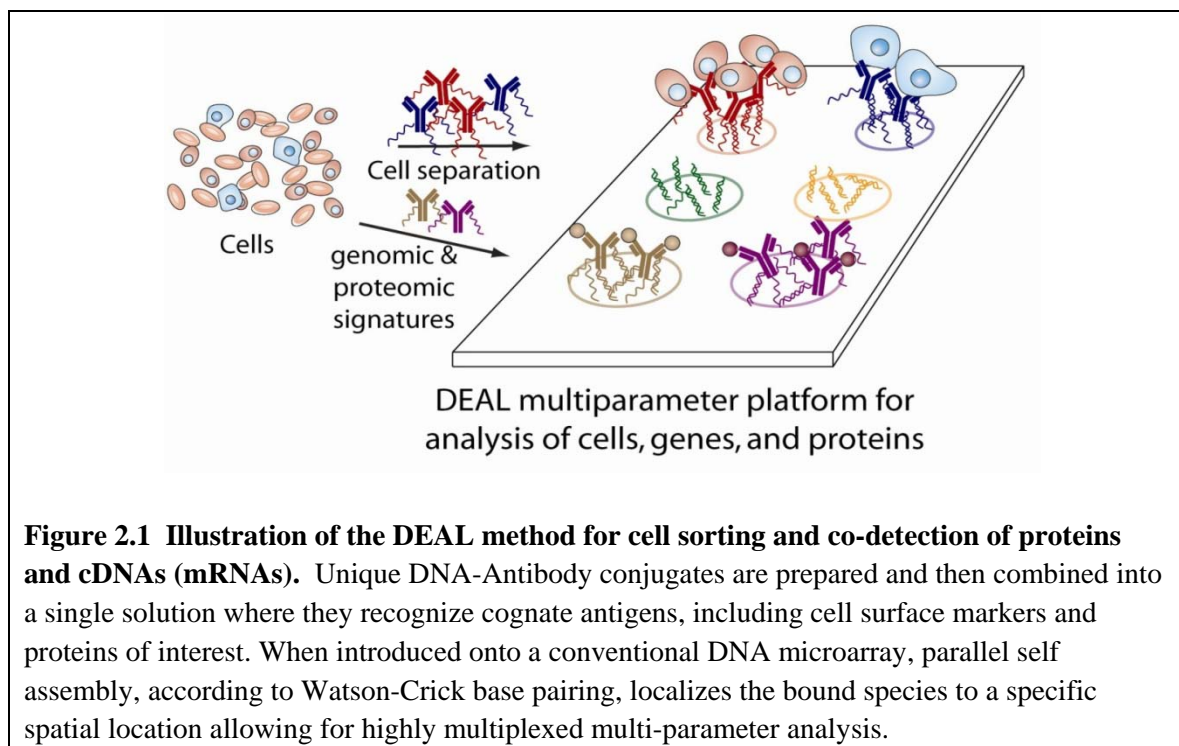 Cell separation
Cells
genomic &
proteomic
signatures
DEAL multiparameter platform for
analysis of cells, genes, and proteins
Figure 2.1  Illustration of the DEAL method for cell sorting and co-detection of proteins
and cDNAs (mRNAs).  Unique DNA-Antibody conjugates are prepared and then combined into
a single solution where they recognize cognate antigens, including cell surface markers and
proteins of interest. When introduced onto a conventional DNA microarray, parallel self
assembly, according to Watson-Crick base pairing, localizes the bound species to a specific
spatial location allowing for highly multiplexed multi-parameter analysis.